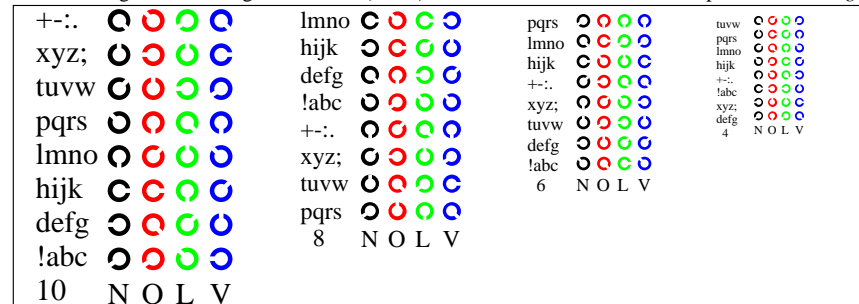 +-:.
xyz;
tuvw
pqrs
lmno
hijk
defg
!abc
10 N O L V
lmno
hijk
defg
!abc
+-:.
xyz;
tuvw
pqrs
8 N O L V
pqrs
lmno
hijk
+-:.
xyz;
tuvw
defg
!abc
6 N O L V
tuvw
pqrs
lmno
hijk
+-:.
!abc
xyz;
defg
4 N O L V